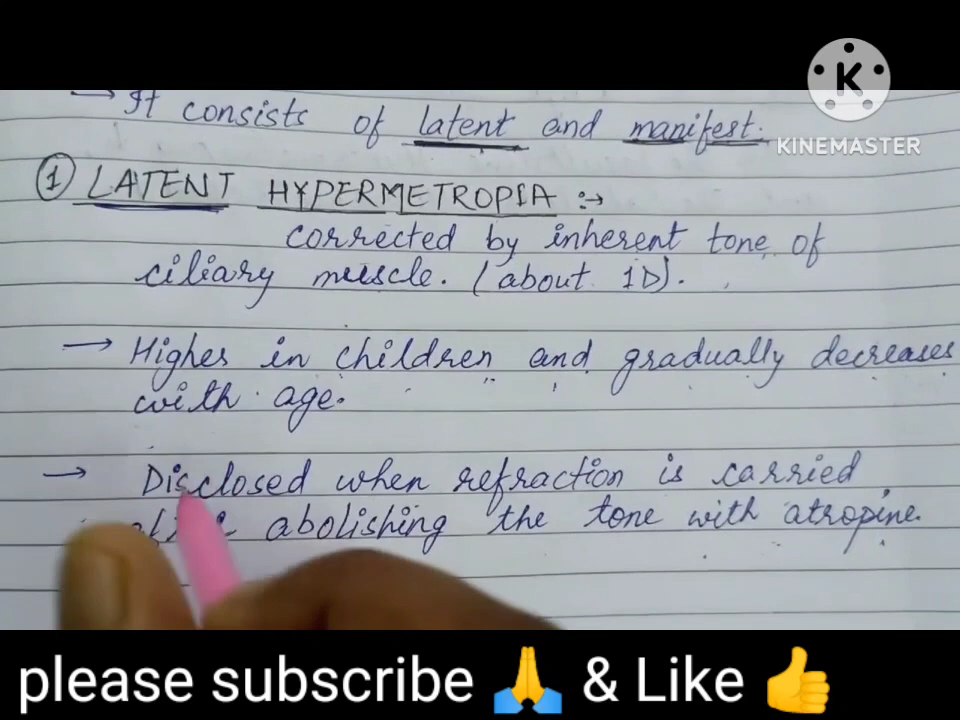 → It consists of latent and manifest.
KINEMASTER
① LATENT HYPERMETROPIA :→
corrected by inherent tone of
ciliary muscle. (about 1D).
→ Higher in children and gradually decreases
with age.
→ Disclosed when refraction is carried
abolishing the tone with atropine.
please subscribe 🙏 & Like 👍